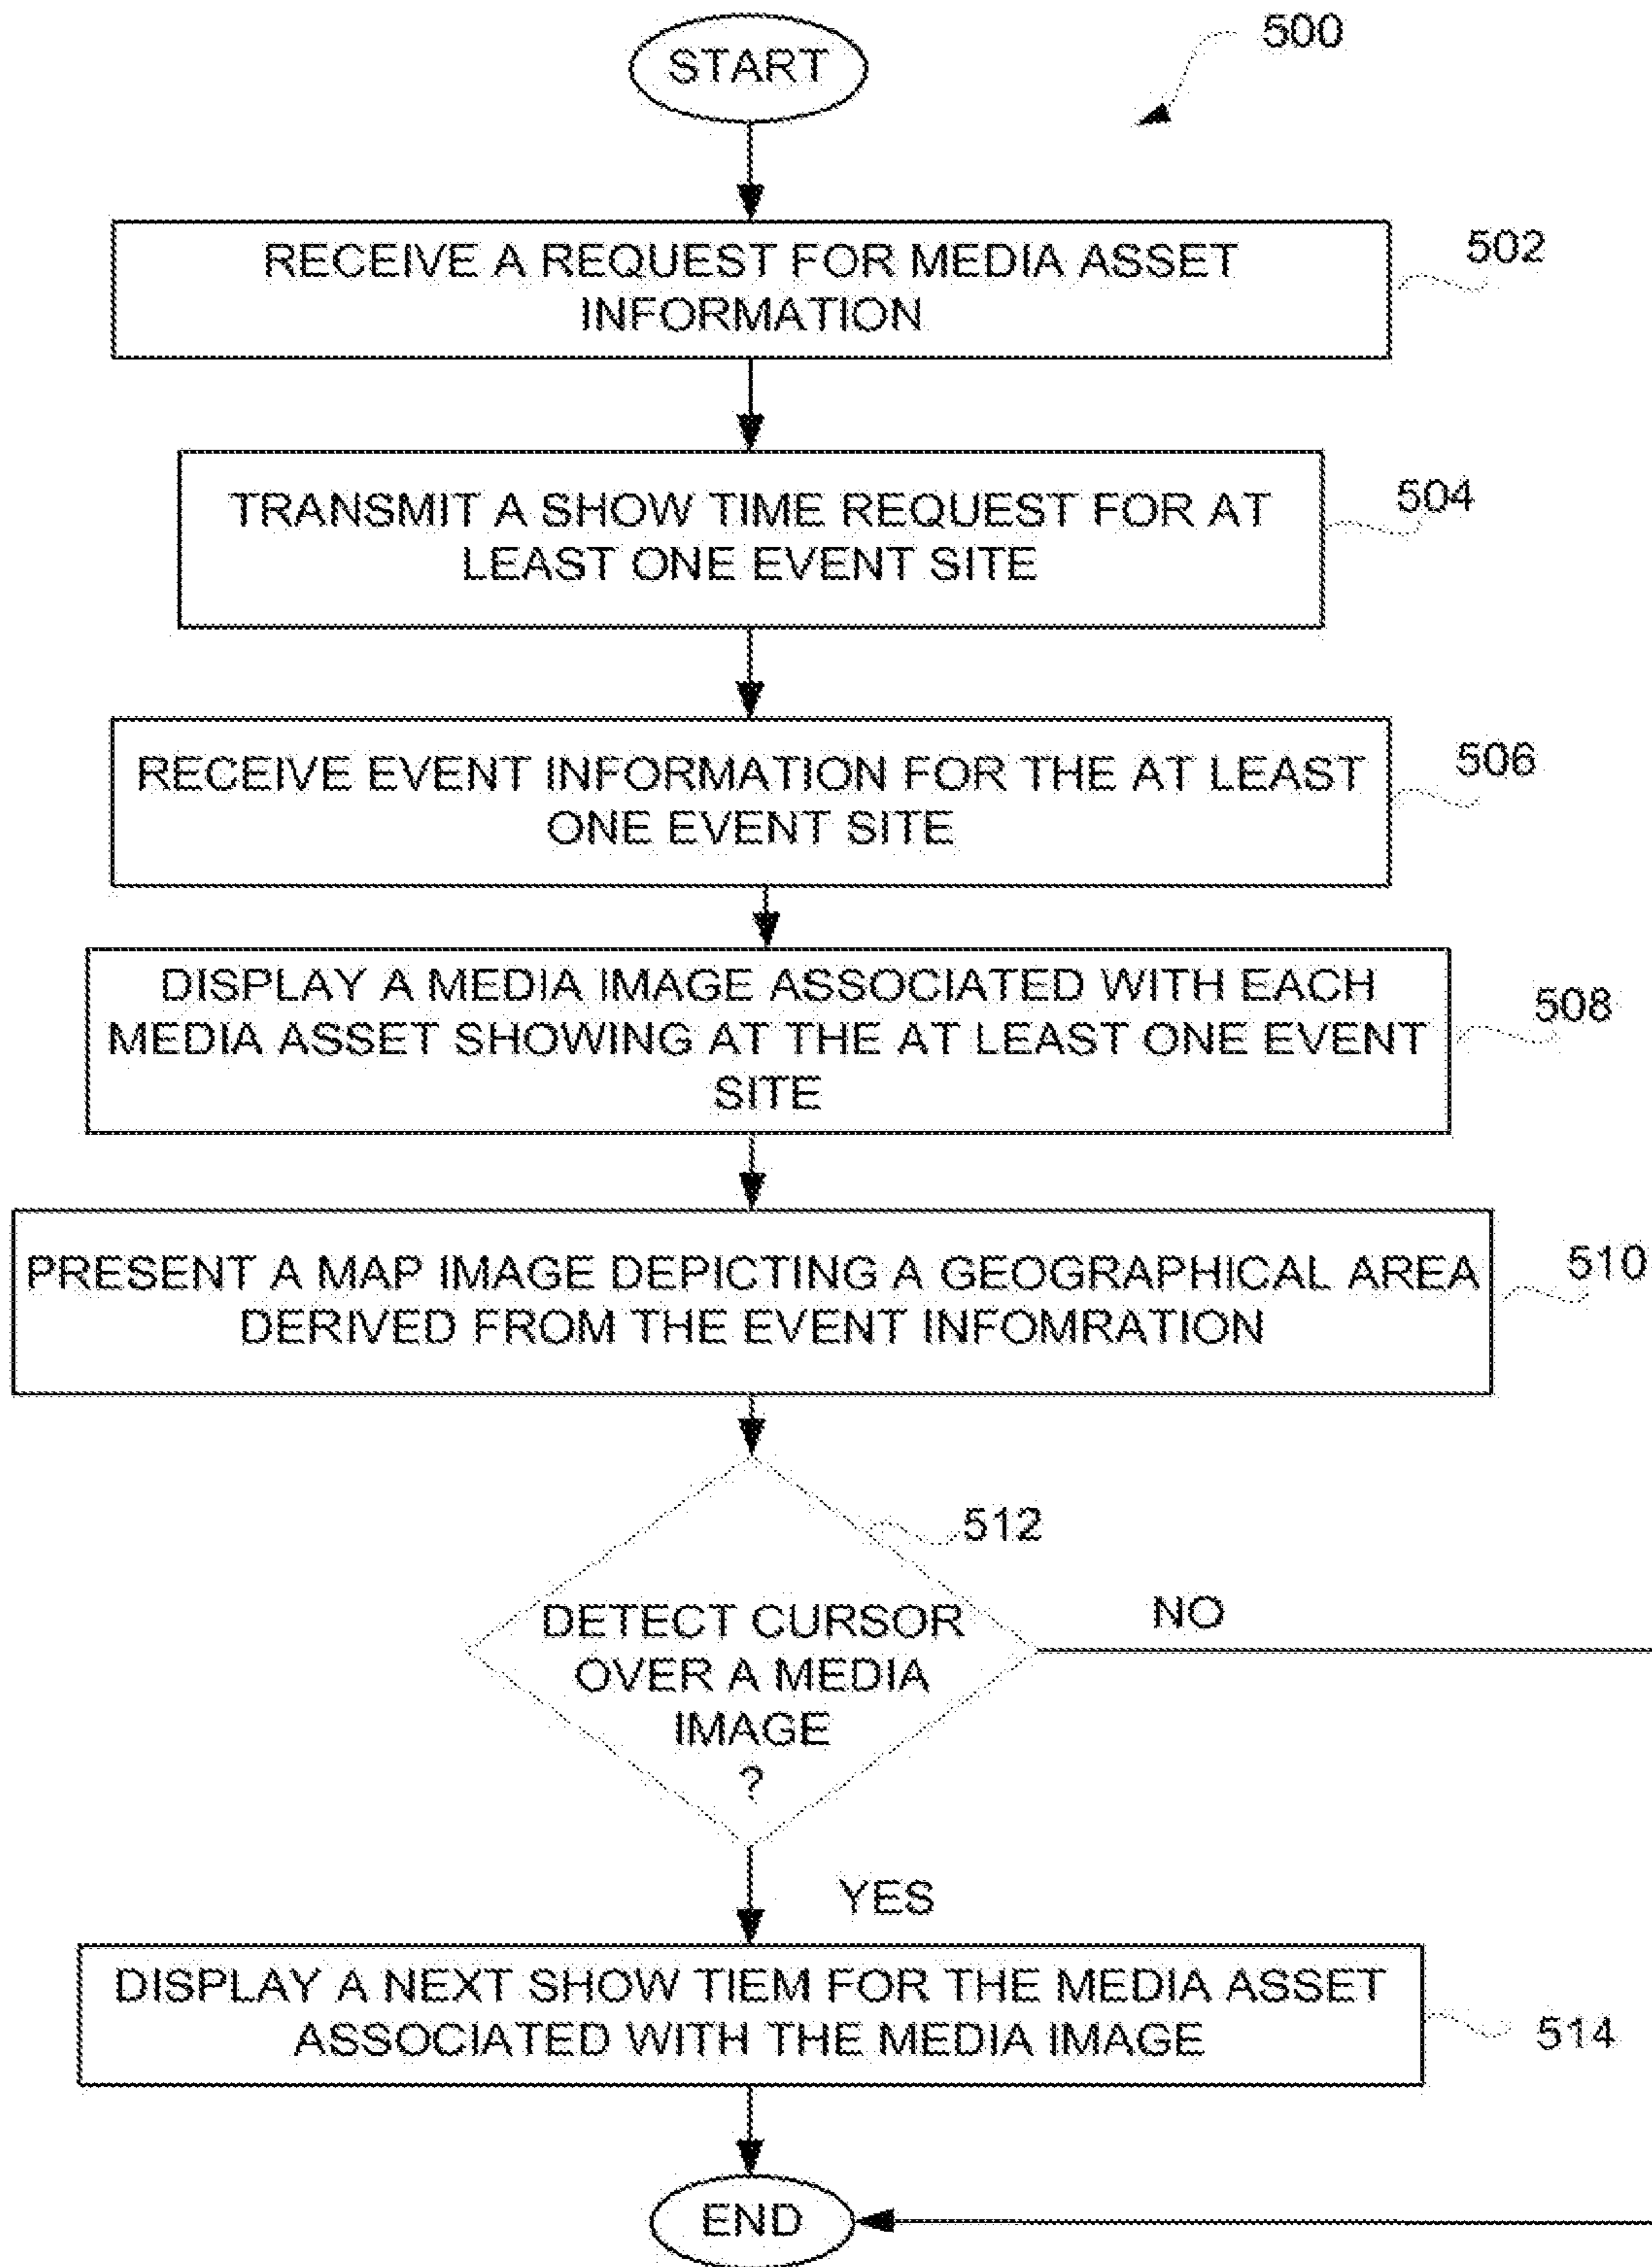 START
500
RECEIVE A REQUEST FOR MEDIA ASSET
INFORMATION
502
TRANSMIT A SHOW TIME REQUEST FOR AT
LEAST ONE EVENT SITE
504
RECEIVE EVENT INFORMATION FOR THE AT LEAST
ONE EVENT SITE
506
DISPLAY A MEDIA IMAGE ASSOCIATED WITH EACH
MEDIA ASSET SHOWING AT THE AT LEAST ONE EVENT
SITE
508
PRESENT A MAP IMAGE DEPICTING A GEOGRAPHICAL AREA
DERIVED FROM THE EVENT INFOMRATION
510
512
DETECT CURSOR
OVER A MEDIA
IMAGE
?
NO
YES
DISPLAY A NEXT SHOW TIEM FOR THE MEDIA ASSET
ASSOCIATED WITH THE MEDIA IMAGE
514
END